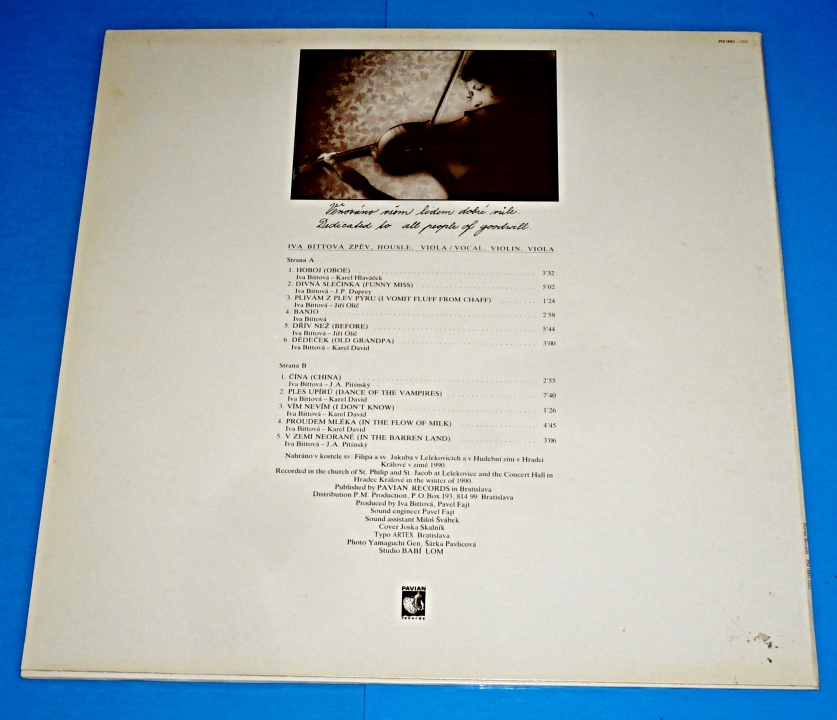 Věnováno všem lidem dobré vůle.
Dedicated to all people of goodwill
IVA BITTOVÁ ZPĚV, HOUSLE, VIOLA / VOCAL, VIOLIN, VIOLA
Strana A
1. HOBOJ (OBOE) 3'32
Iva Bittová – Karel Hlaváček
2. DIVNÁ SLEČINKA (FUNNY MISS) 5'02
Iva Bittová – J. P. Duprey
3. PLIVÁM Z PLEV PÝRU (I VOMIT FLUFF FROM CHAFF) 1'24
Iva Bittová – Jiří Olič
4. BANJO 2'58
Iva Bittová
5. DŘÍV NEŽ (BEFORE) 5'44
Iva Bittová – Jiří Olič
6. DĚDEČEK (OLD GRANDPA) 3'00
Iva Bittová – Karel David
Strana B
1. ČÍNA (CHINA) 2'55
Iva Bittová – J. A. Pitínský
2. PLES UPÍRŮ (DANCE OF THE VAMPIRES) 7'40
Iva Bittová – Karel David
3. VÍM NEVÍM (I DON'T KNOW) 1'26
Iva Bittová – Karel David
4. PROUDEM MLÉKA (IN THE FLOW OF MILK) 4'45
Iva Bittová – Karel David
5. V ZEMI NEORANÉ (IN THE BARREN LAND) 3'06
Iva Bittová – J. A. Pitínský
Nahráno v kostele sv. Filipa a sv. Jakuba v Lelekovicích a v Hudební síni v Hradci
Králové v zimě 1990.
Recorded in the church of St. Philip and St. Jacob at Lelekovice and the Concert Hall in
Hradec Králové in the winter of 1990.
Published by PAVIAN RECORDS in Bratislava
Distribution P.M. Production, P.O.Box 193, 814 99 Bratislava
Produced by Iva Bittová, Pavel Fajt
Sound engineer Pavel Fajt
Sound assistant Miloš Švábek
Cover Joska Skalník
Typo ARTEX Bratislava
Photo Yamaguchi Gen, Šárka Pavlicová
Studio BABÍ LOM
PAVIAN
records